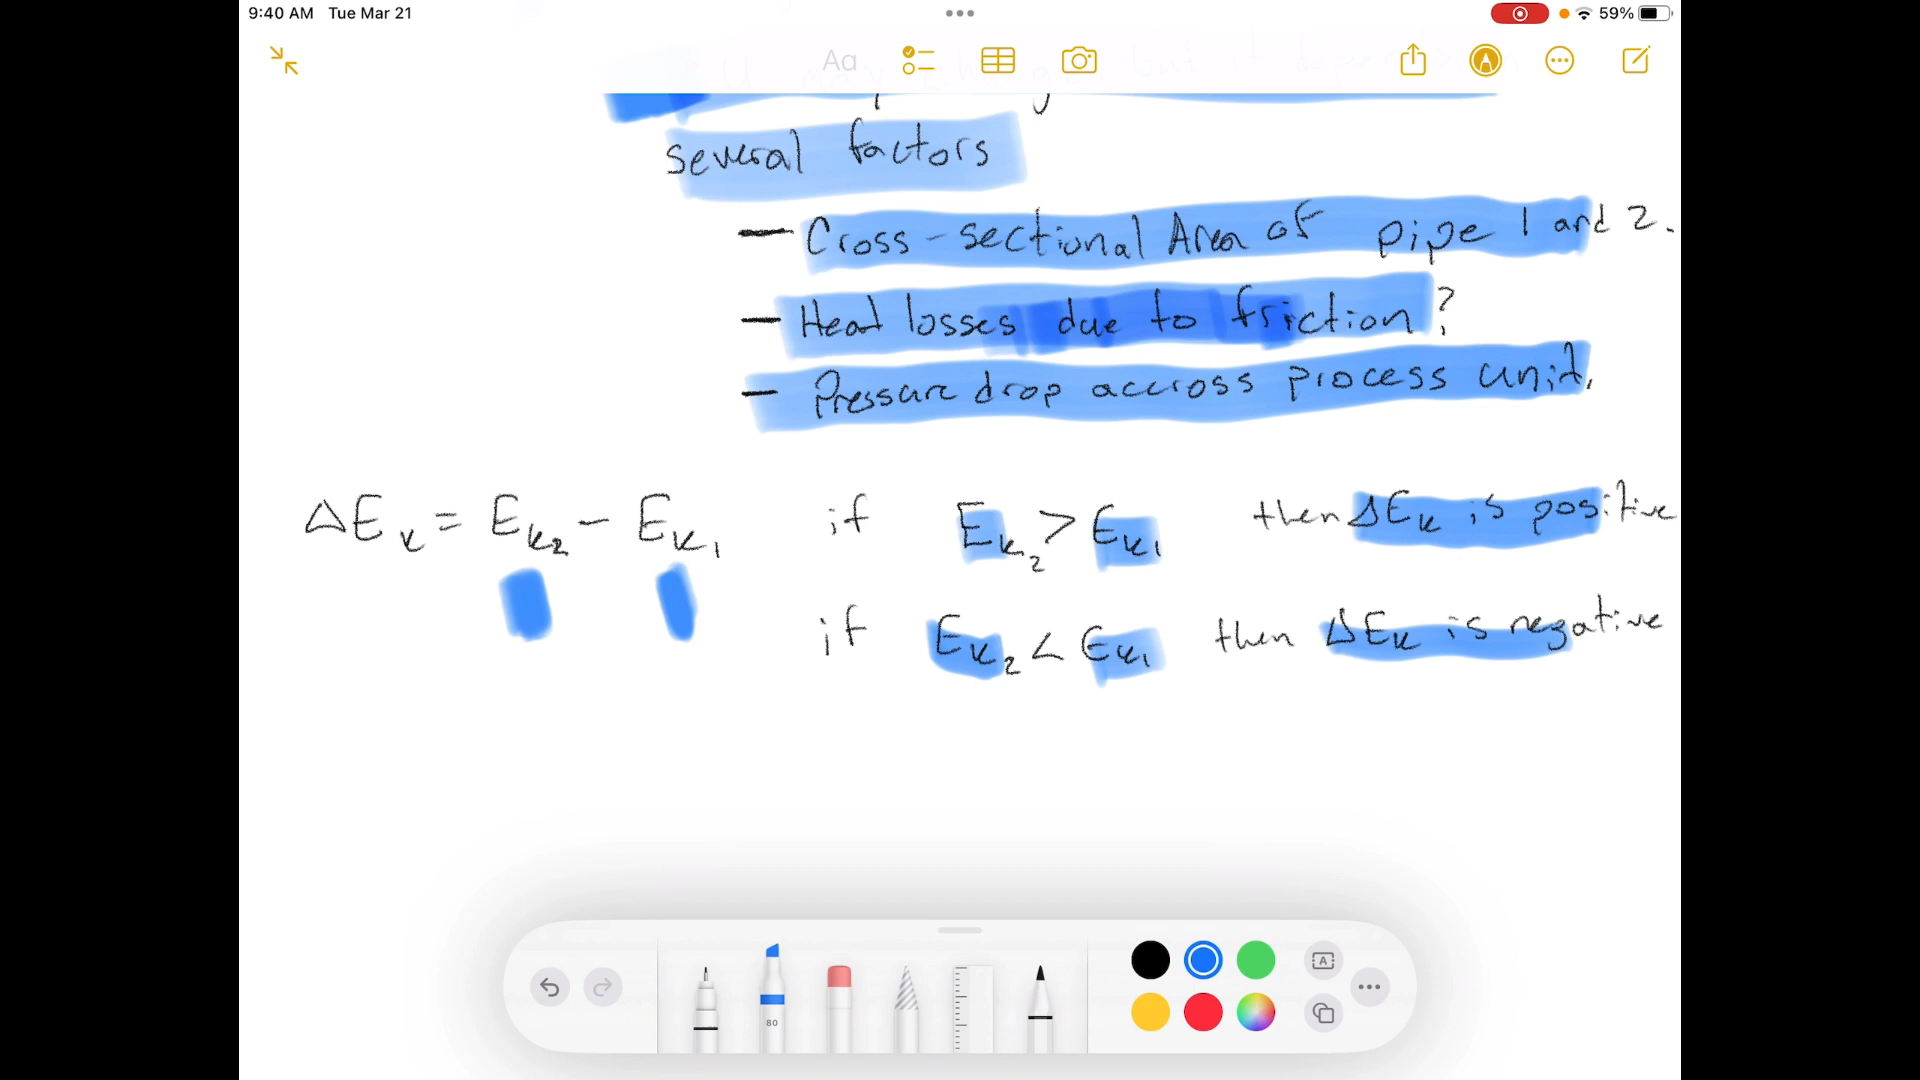 9:40 AM Tue Mar 21
59%
Aa
several factors
— Cross-sectional Area of pipe 1 and 2.
— Head losses due to friction?
— Pressure drop accross process unit.
ΔEk = Ek2 - Ek1 if Ek2 > Ek1 then ΔEk is positive
if Ek2 < Ek1 then ΔEk is negative
80
A